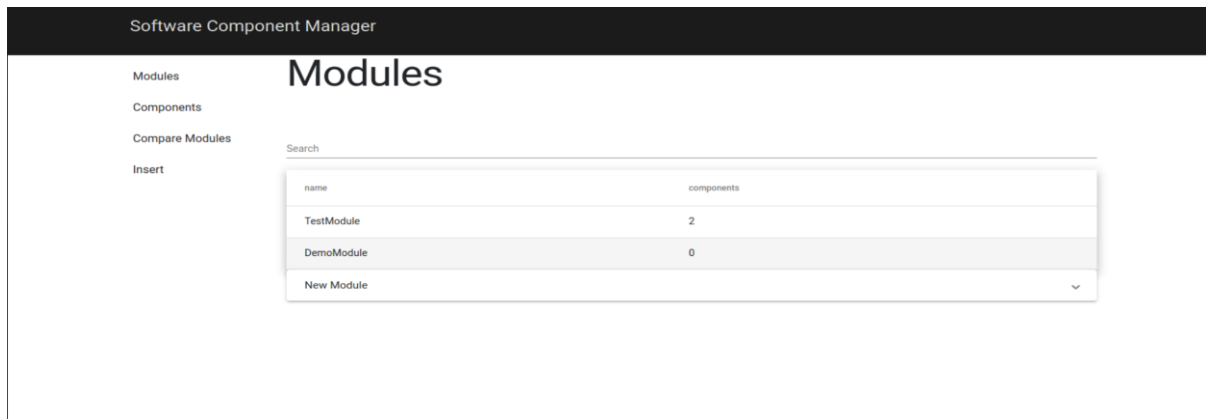 Software Component Manager
Modules
Components
Compare Modules
Insert
Modules
Search
name components
TestModule 2
DemoModule 0
New Module